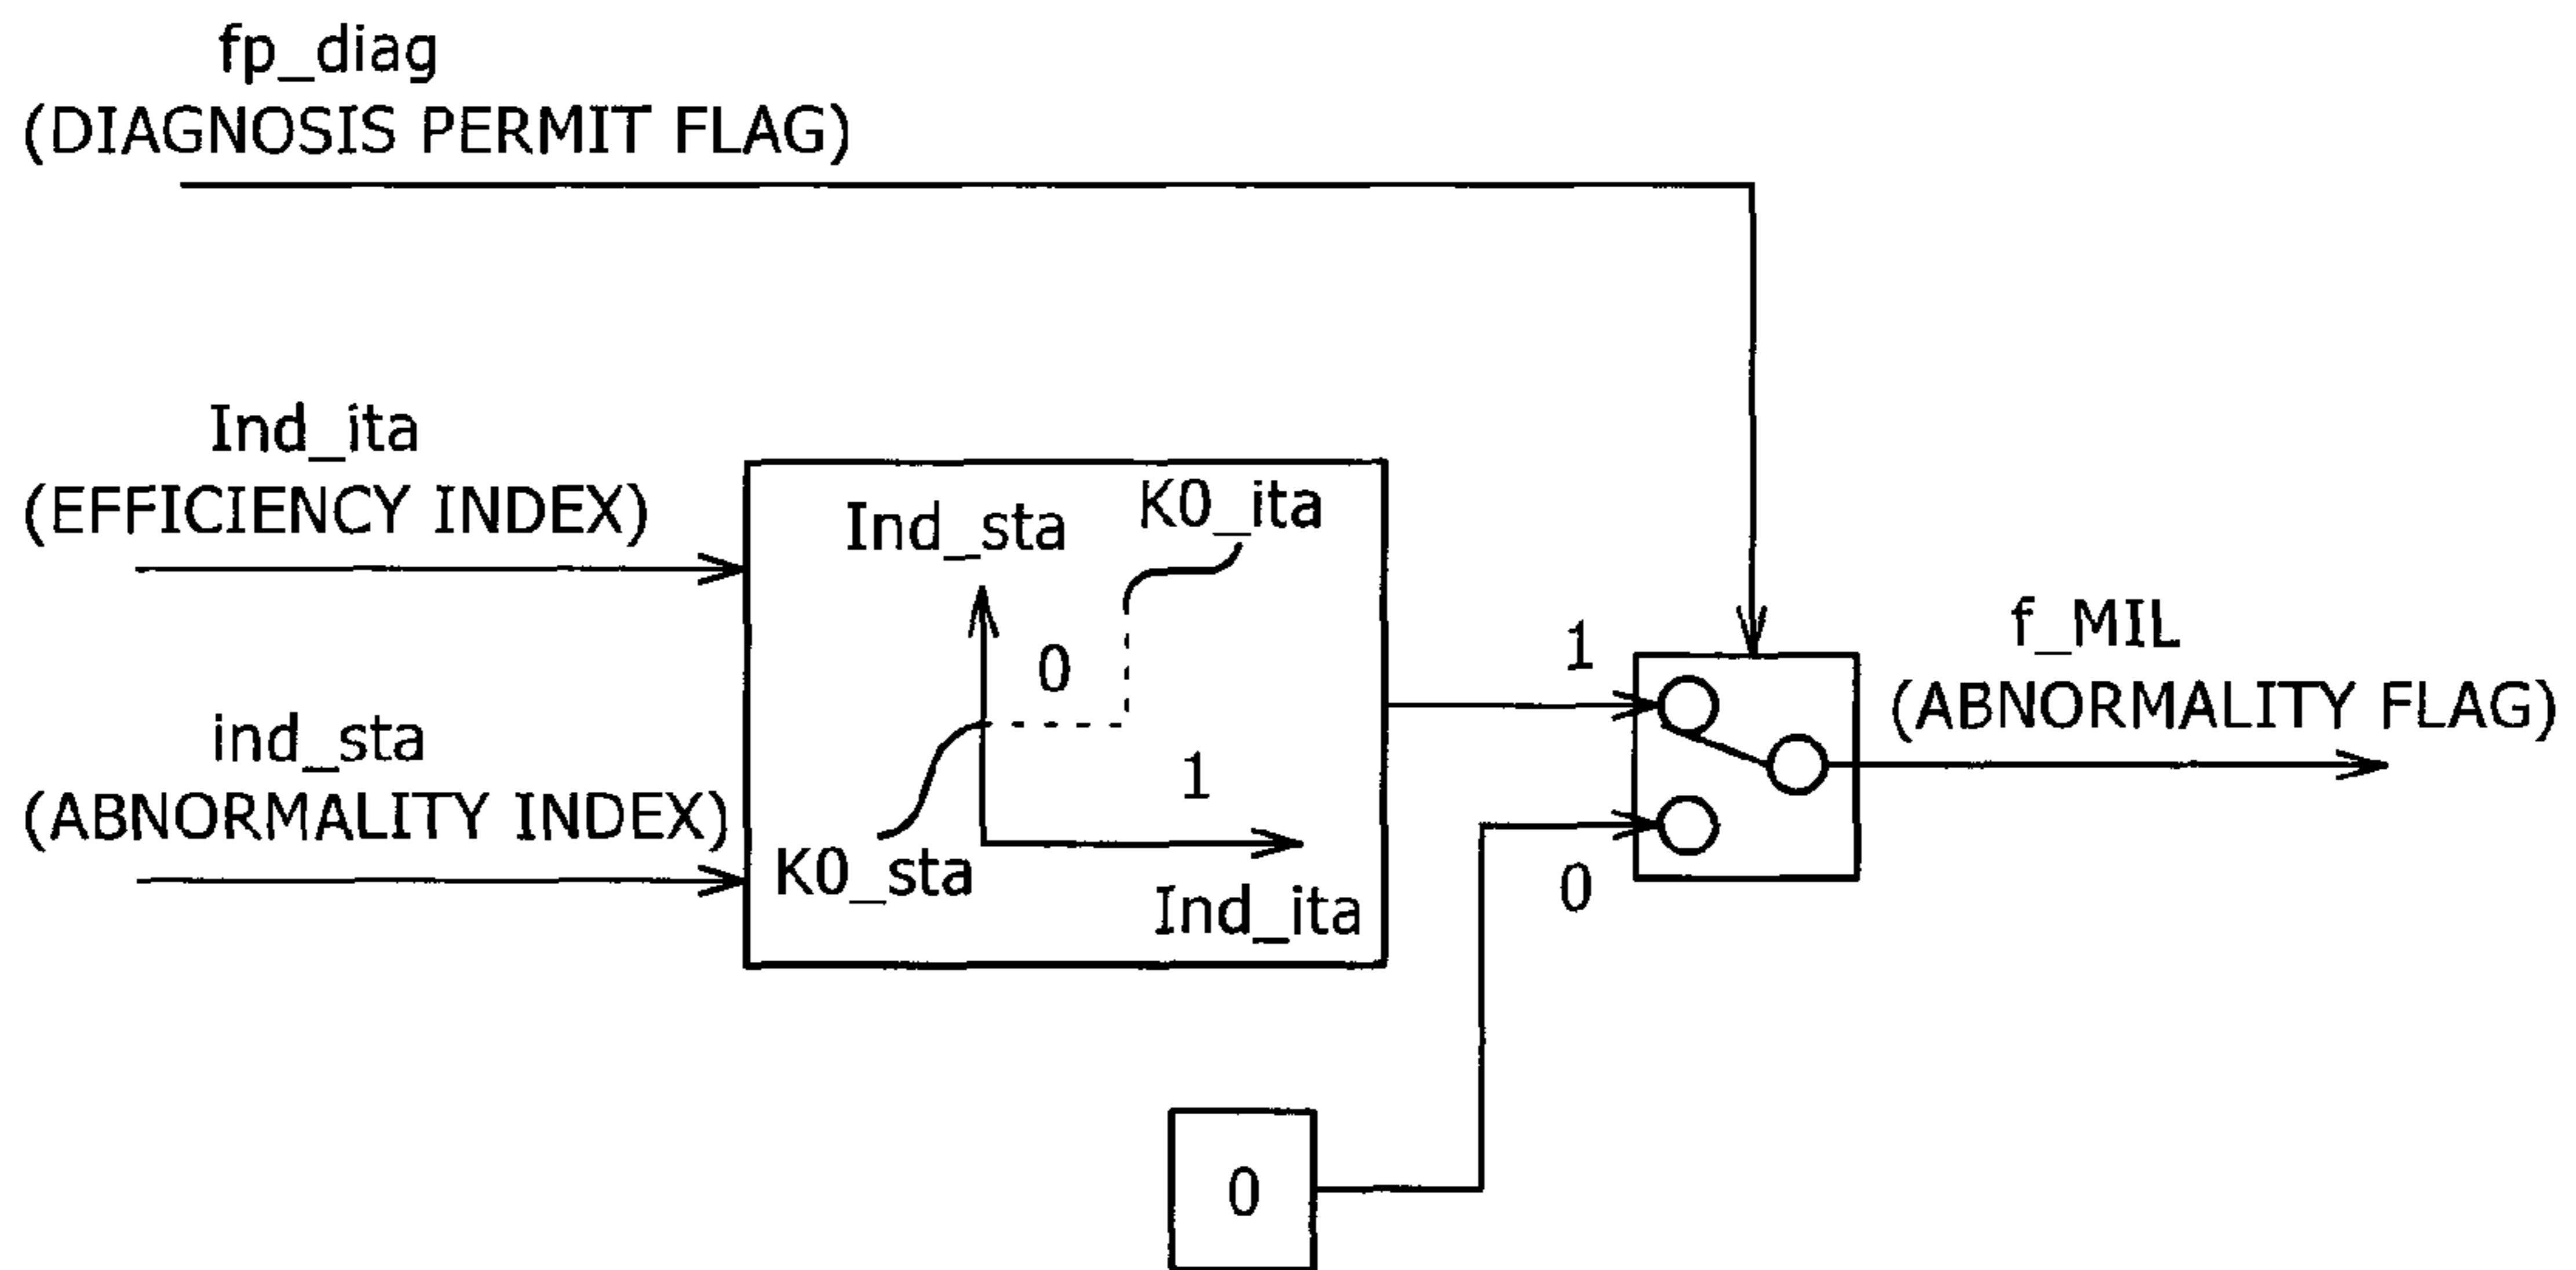 fp_diag
(DIAGNOSIS PERMIT FLAG)
Ind_ita
(EFFICIENCY INDEX)
ind_sta
(ABNORMALITY INDEX)
Ind_sta
K0_ita
0
1
K0_sta
Ind_ita
1
0
f_MIL
(ABNORMALITY FLAG)
0